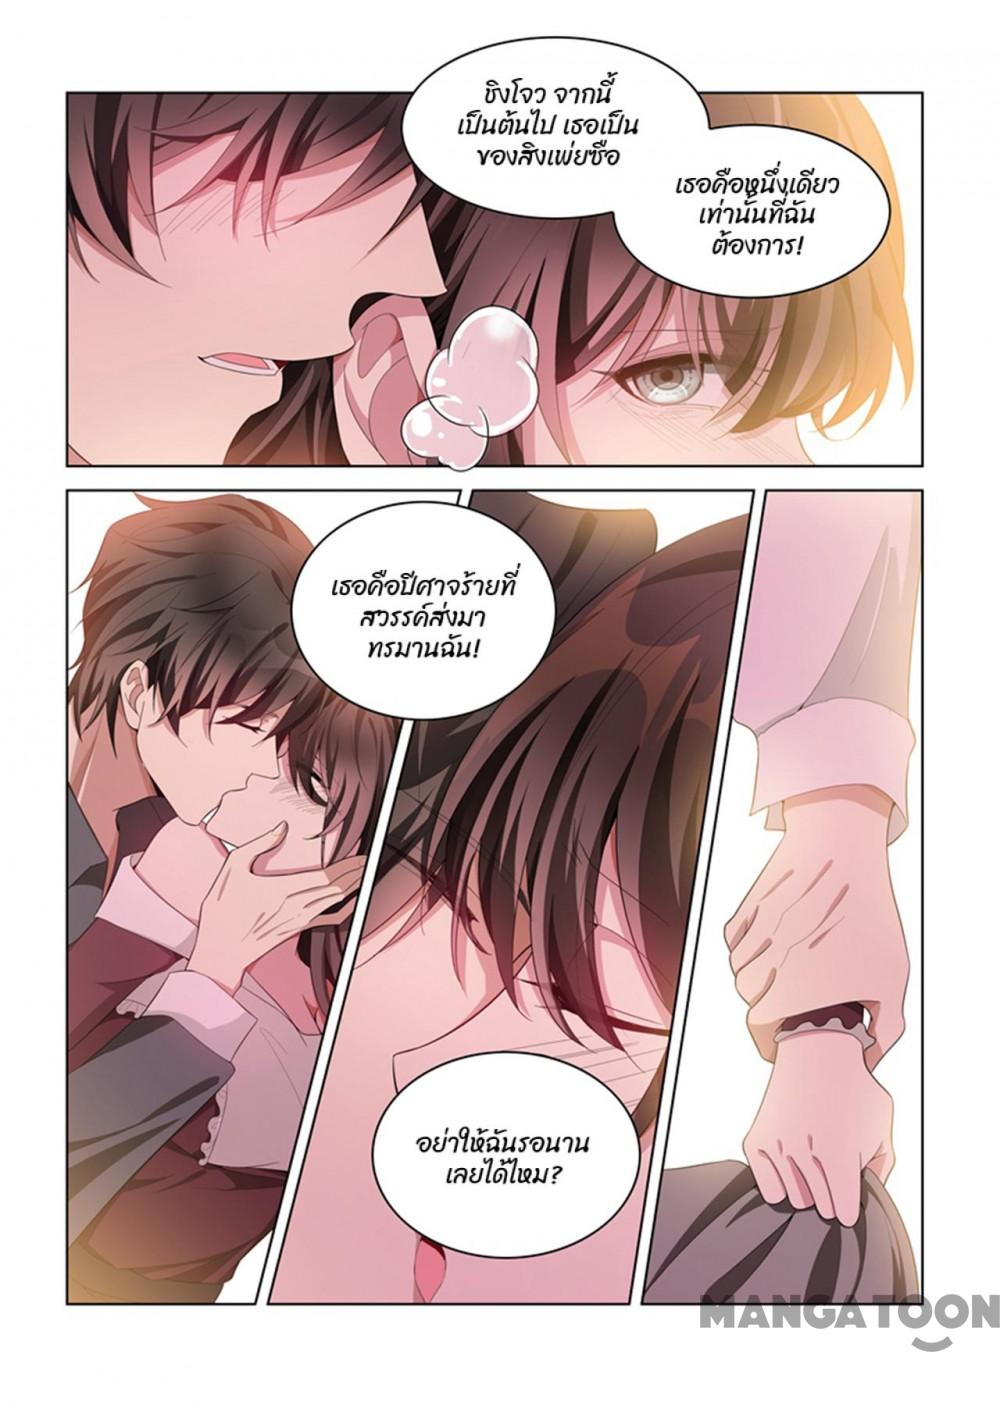 ชิงโจว จากนี้
เป็นต้นไป เธอเป็น
ของสิงเพ่ยซือ
เธอคือหนึ่งเดียว
เท่านั้นที่ฉัน
ต้องการ!
เธอคือปีศาจร้ายที่
สวรรค์ส่งมา
ทรมานฉัน!
อย่าให้ฉันรอนาน
เลยได้ไหม?
MANGATOON